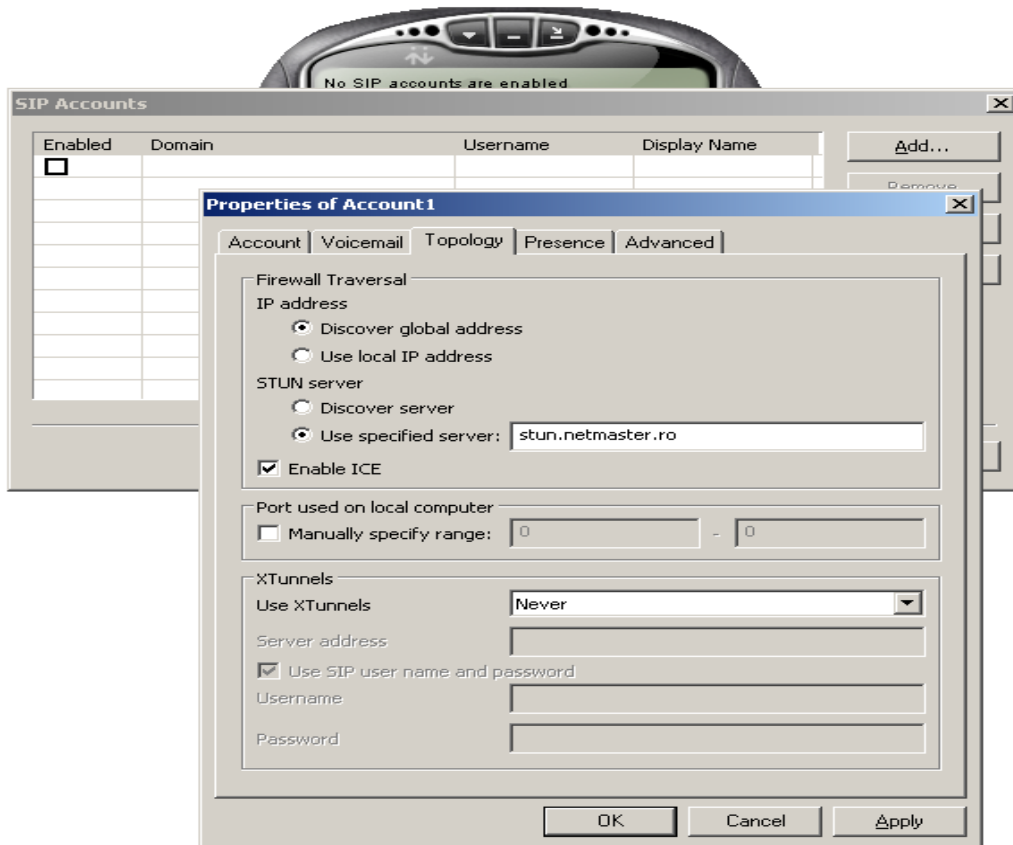 No SIP accounts are enabled
SIP Accounts
Enabled Domain Username Display Name
Add...
Remove
Properties of Account1
Account Voicemail Topology Presence Advanced
Firewall Traversal
IP address
Discover global address
Use local IP address
STUN server
Discover server
Use specified server: stun.netmaster.ro
Enable ICE
Port used on local computer
Manually specify range: 0 - 0
XTunnels
Use XTunnels Never
Server address
Use SIP user name and password
Username
Password
OK Cancel Apply